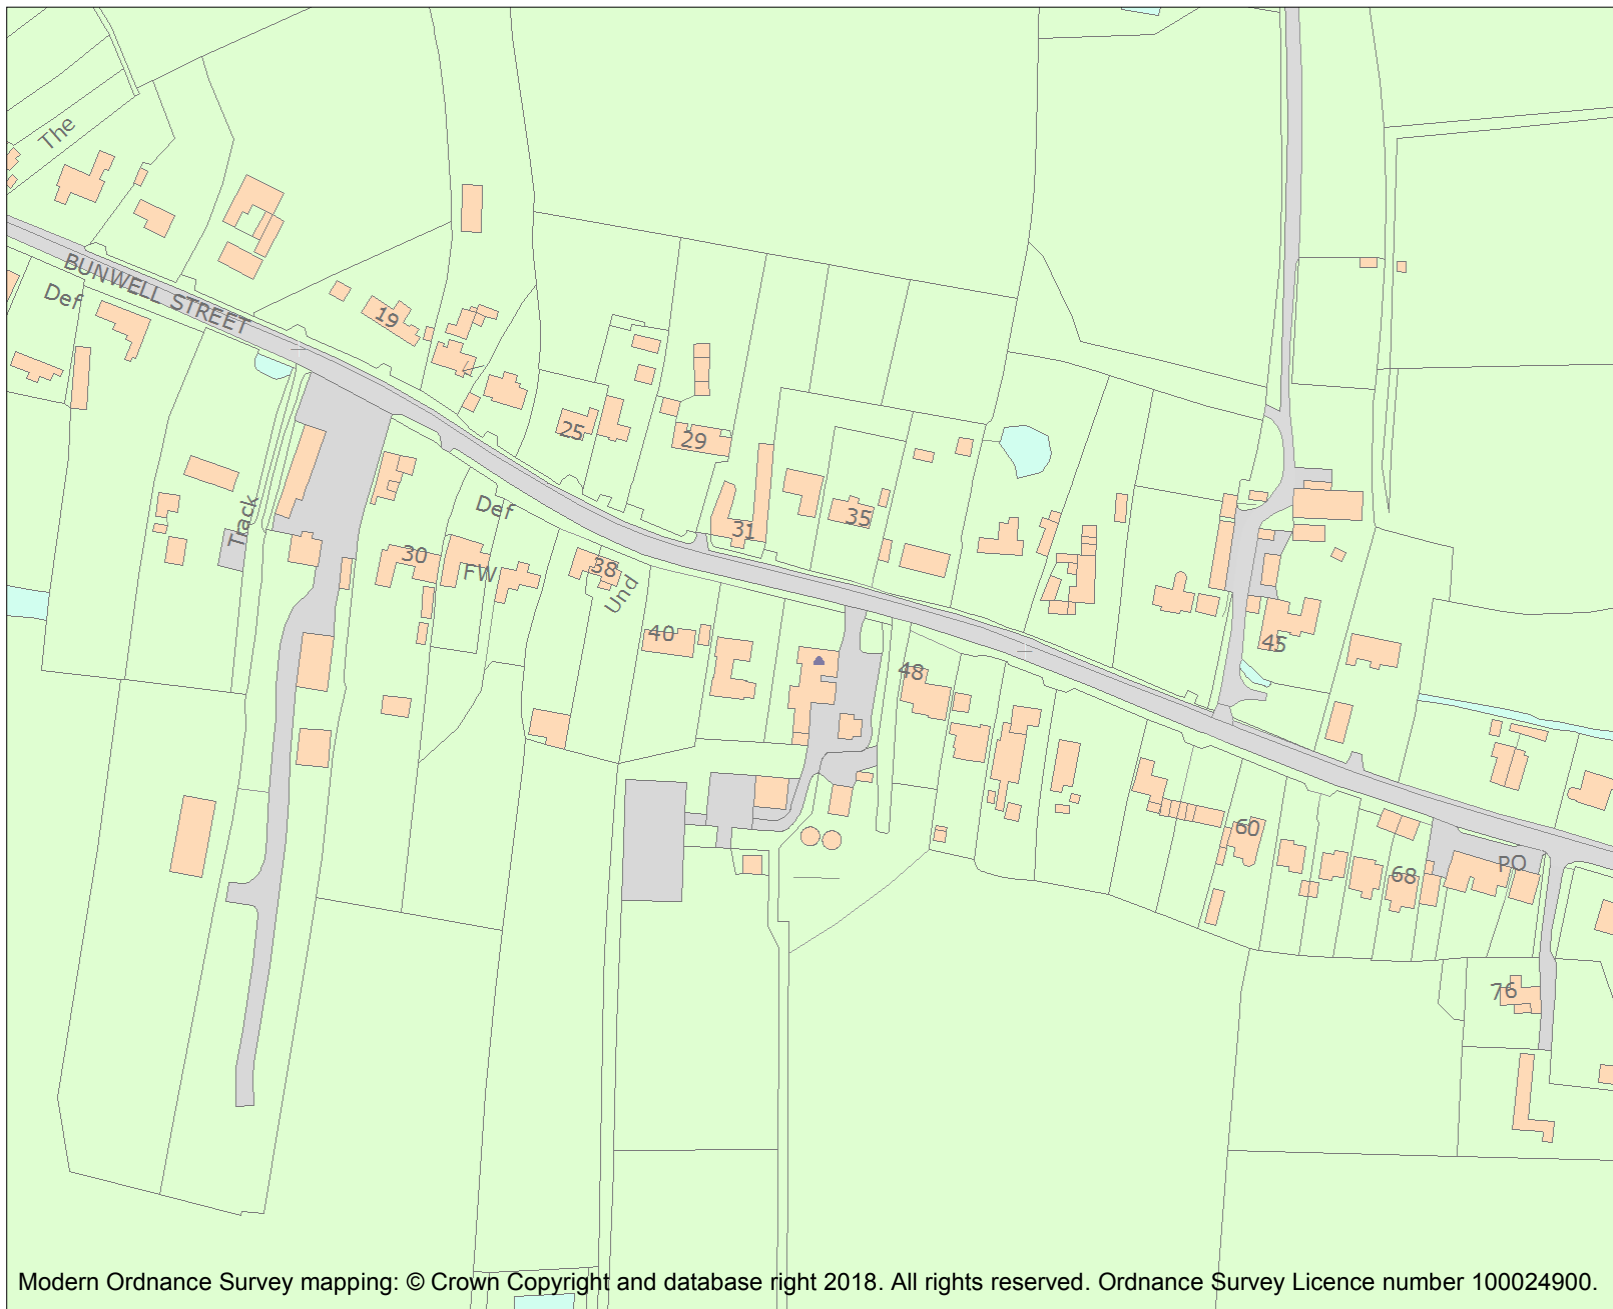 The
BUNWELL STREET
Def
19
25
29
Def
Track
31
35
30
FW
38
Und
40
45
48
60
68
PO
76
Modern Ordnance Survey mapping: © Crown Copyright and database right 2018. All rights reserved. Ordnance Survey Licence number 100024900.